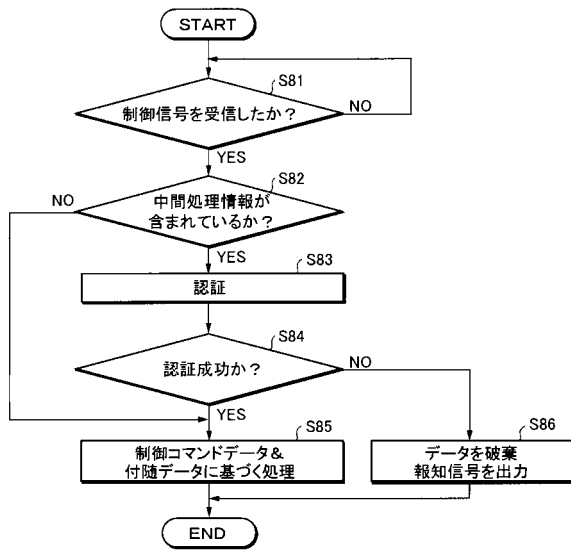 START
S81
制御信号を受信したか?
NO
YES
S82
NO
中間処理情報が
含まれているか?
YES
S83
認証
S84
認証成功か?
NO
YES
S85
制御コマンドデータ&
付随データに基づく処理
S86
データを破棄
報知信号を出力
END